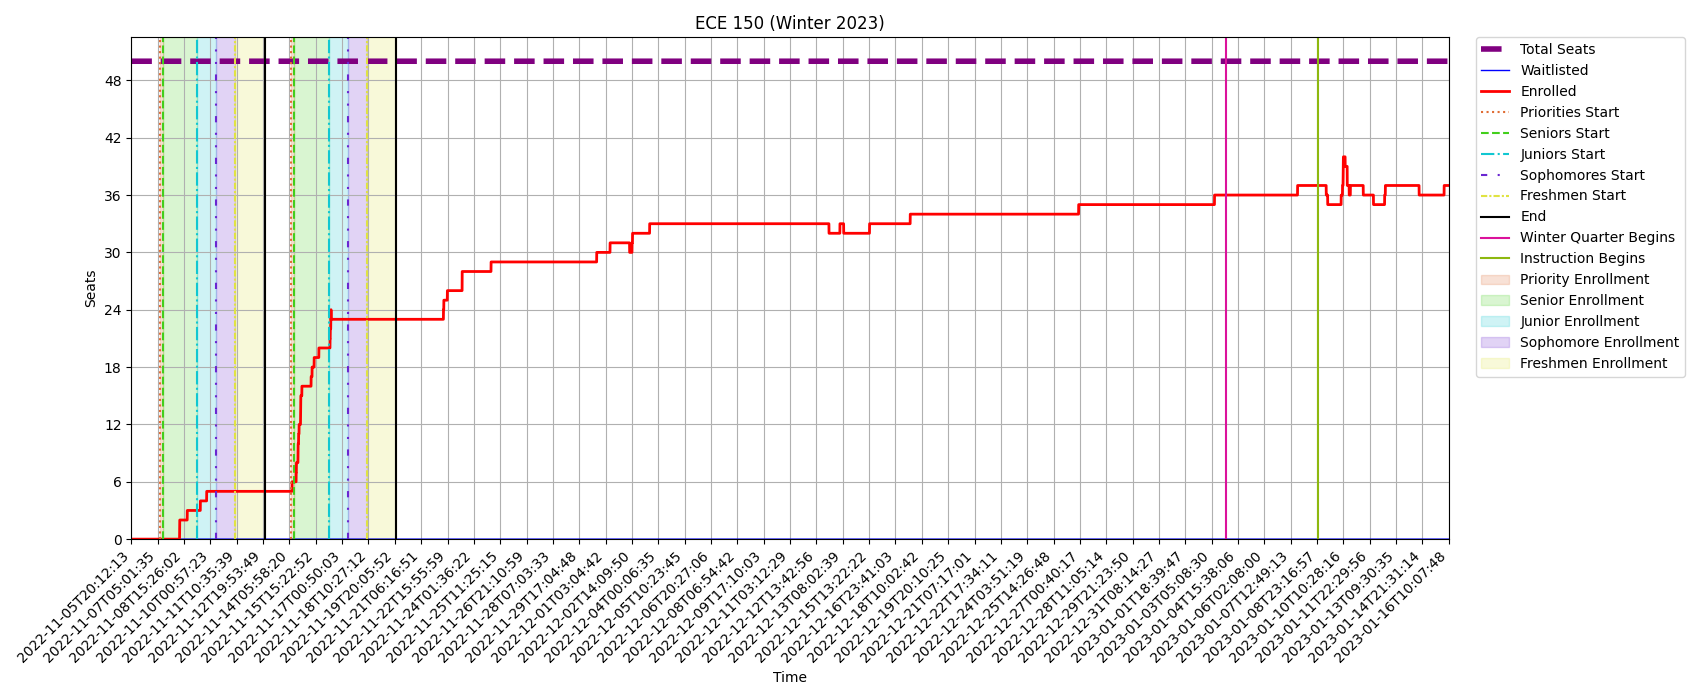 ECE 150 (Winter 2023)
Seats
48
42
36
30
24
18
12
6
0
2022-11-05T20:12:13
2022-11-07T05:01:35
2022-11-08T15:26:02
2022-11-10T00:57:23
2022-11-11T10:35:39
2022-11-12T19:53:49
2022-11-14T05:58:20
2022-11-15T15:22:52
2022-11-17T00:50:03
2022-11-18T10:27:12
2022-11-19T20:05:52
2022-11-21T06:16:51
2022-11-22T15:55:59
2022-11-24T01:36:22
2022-11-25T11:25:15
2022-11-26T21:10:59
2022-11-28T07:03:33
2022-11-29T17:04:48
2022-12-01T03:04:42
2022-12-02T14:09:50
2022-12-04T00:06:35
2022-12-05T10:23:45
2022-12-06T20:27:06
2022-12-08T06:54:42
2022-12-09T17:10:03
2022-12-11T03:12:29
2022-12-12T13:42:56
2022-12-13T18:02:39
2022-12-15T13:22:22
2022-12-16T23:41:03
2022-12-18T10:02:42
2022-12-19T20:10:25
2022-12-21T07:17:01
2022-12-22T17:34:11
2022-12-24T03:51:19
2022-12-25T14:26:48
2022-12-27T00:40:17
2022-12-28T11:05:14
2022-12-29T21:23:50
2022-12-31T08:14:27
2023-01-01T18:39:47
2023-01-03T05:08:30
2023-01-04T15:38:06
2023-01-06T02:08:00
2023-01-07T12:49:13
2023-01-08T23:16:57
2023-01-10T10:28:16
2023-01-11T22:29:56
2023-01-13T09:30:35
2023-01-14T21:31:14
2023-01-16T10:07:48
Time
Total Seats
Waitlisted
Enrolled
Priorities Start
Seniors Start
Juniors Start
Sophomores Start
Freshmen Start
End
Winter Quarter Begins
Instruction Begins
Priority Enrollment
Senior Enrollment
Junior Enrollment
Sophomore Enrollment
Freshmen Enrollment